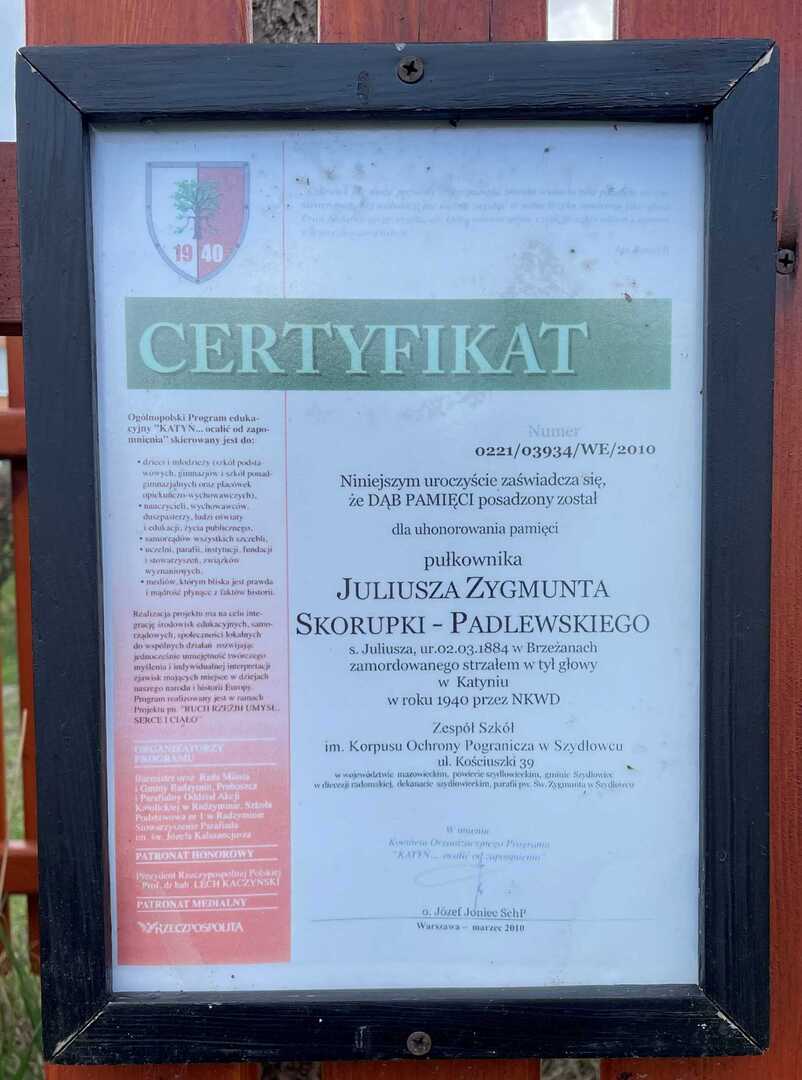 19 40
CERTYFIKAT
Ogólnopolski Program eduka-
cyjny "KATYŃ... ocalić od zapo-
mnienia" skierowany jest do:
• dzieci i młodzieży (szkół podsta-
wowych, gimnazjów i szkół ponad-
gimnazjalnych oraz placówek
opiekuńczo-wychowawczych),
• nauczycieli, wychowawców,
duszpasterzy, ludzi oświaty
i edukacji, życia publicznego,
• samorządów wszystkich szczebli,
• uczelni, parafii, instytucji, fundacji
i stowarzyszeń, związków
wyznaniowych,
• mediów, którym bliska jest prawda
i mądrość płynące z faktów historii.
Realizacja projektu ma na celu inte-
grację środowisk edukacyjnych, samo-
rządowych, społeczności lokalnych
do wspólnych działań rozwijając
jednocześnie umiejętność twórczego
myślenia i indywidualnej interpretacji
zjawisk mających miejsce w dziejach
naszego narodu i historii Europy.
Program realizowany jest w ramach
Projektu pn. "RUCH RZEŹBI UMYSŁ,
SERCE I CIAŁO"
ORGANIZATORZY
PROGRAMU
Burmistrz oraz Rada Miasta
i Gminy Radzymin, Proboszcz
i Parafialny Oddział Akcji
Katolickiej w Radzyminie, Szkoła
Podstawowa nr 1 w Radzyminie
Stowarzyszenie Parafiada
im. św. Józefa Kalasancjusza
PATRONAT HONOROWY
Prezydent Rzeczypospolitej Polskiej
Prof. dr hab. LECH KACZYŃSKI
PATRONAT MEDIALNY
RZECZPOSPOLITA
Numer
0221/03934/WE/2010
Niniejszym uroczyście zaświadcza się,
że DĄB PAMIĘCI posadzony został
dla uhonorowania pamięci
pułkownika
JULIUSZA ZYGMUNTA
SKORUPKI - PADLEWSKIEGO
s. Juliusza, ur.02.03.1884 w Brzeżanach
zamordowanego strzałem w tył głowy
w Katyniu
w roku 1940 przez NKWD
Zespół Szkół
im. Korpusu Ochrony Pogranicza w Szydłowcu
ul. Kościuszki 39
w województwie mazowieckim, powiecie szydłowieckim, gminie Szydłowiec
w diecezji radomskiej, dekanacie szydłowieckim, parafii pw. Św. Zygmunta w Szydłowcu
W imieniu
Komitetu Organizacyjnego Programu
"KATYŃ... ocalić od zapomnienia"
o. Józef Joniec SchP
Warszawa – marzec 2010